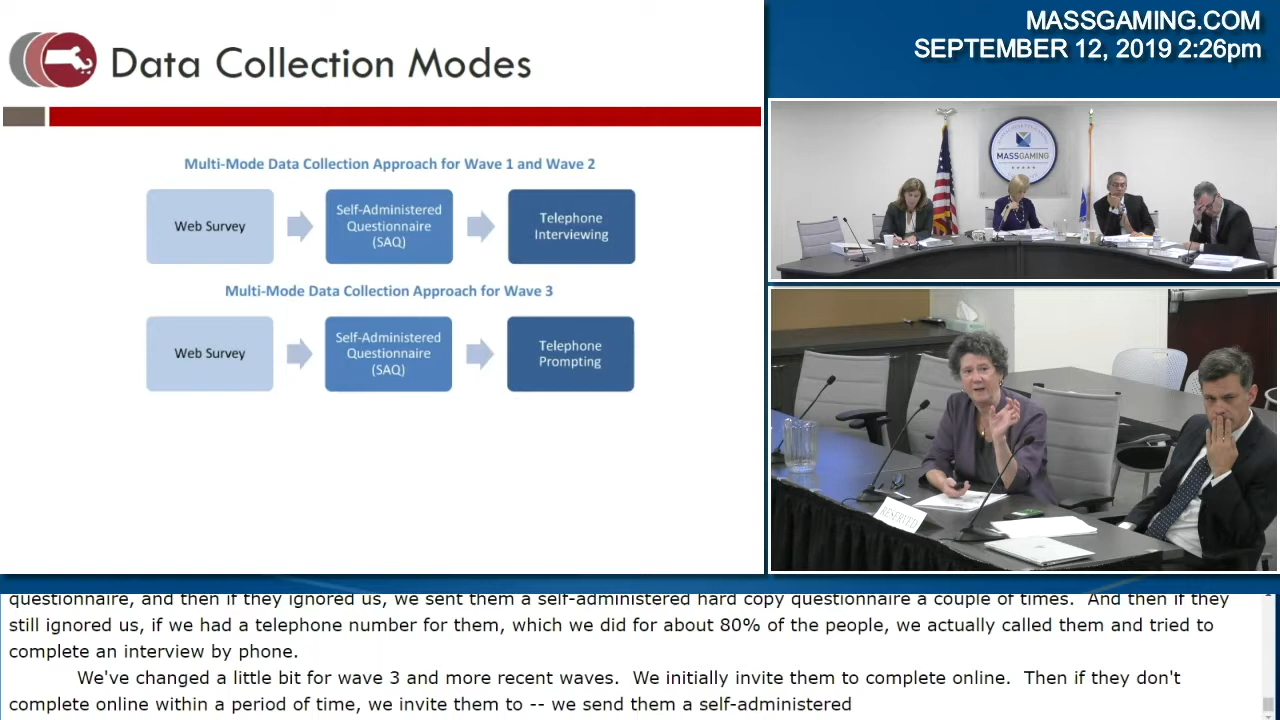 MASSGAMING.COM
SEPTEMBER 12, 2019 2:26pm
Data Collection Modes
Multi-Mode Data Collection Approach for Wave 1 and Wave 2
Web Survey
Self-Administered
Questionnaire
(SAQ)
Telephone
Interviewing
Multi-Mode Data Collection Approach for Wave 3
Web Survey
Self-Administered
Questionnaire
(SAQ)
Telephone
Prompting
MASSGAMING
RESERVED
questionnaire, and then if they ignored us, we sent them a self-administered hard copy questionnaire a couple of times.  And then if they
still ignored us, if we had a telephone number for them, which we did for about 80% of the people, we actually called them and tried to
complete an interview by phone.
We've changed a little bit for wave 3 and more recent waves.  We initially invite them to complete online.  Then if they don't
complete online within a period of time, we invite them to -- we send them a self-administered